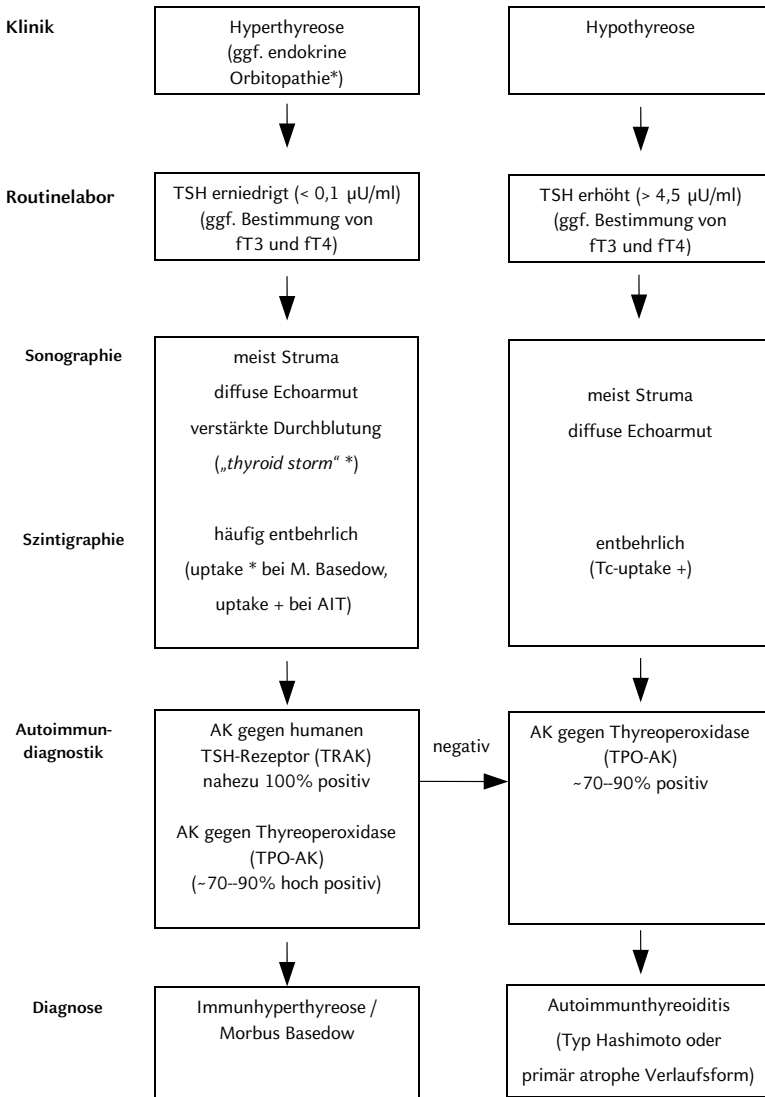 Klinik
Hyperthyreose
(ggf. endokrine
Orbitopathie*)
Hypothyreose
Routinelabor
TSH erniedrigt (< 0,1 µU/ml)
(ggf. Bestimmung von
fT3 und fT4)
TSH erhöht (> 4,5 µU/ml)
(ggf. Bestimmung von
fT3 und fT4)
Sonographie
meist Struma
diffuse Echoarmut
verstärkte Durchblutung
(„thyroid storm“ *)
meist Struma
diffuse Echoarmut
Szintigraphie
häufig entbehrlich
(uptake * bei M. Basedow,
uptake + bei AIT)
entbehrlich
(Tc-uptake +)
Autoimmun-
diagnostik
AK gegen humanen
TSH-Rezeptor (TRAK)
nahezu 100% positiv
AK gegen Thyreoperoxidase
(TPO-AK)
(~70--90% hoch positiv)
negativ
AK gegen Thyreoperoxidase
(TPO-AK)
~70--90% positiv
Diagnose
Immunhyperthyreose /
Morbus Basedow
Autoimmunthyreoiditis
(Typ Hashimoto oder
primär atrophe Verlaufsform)